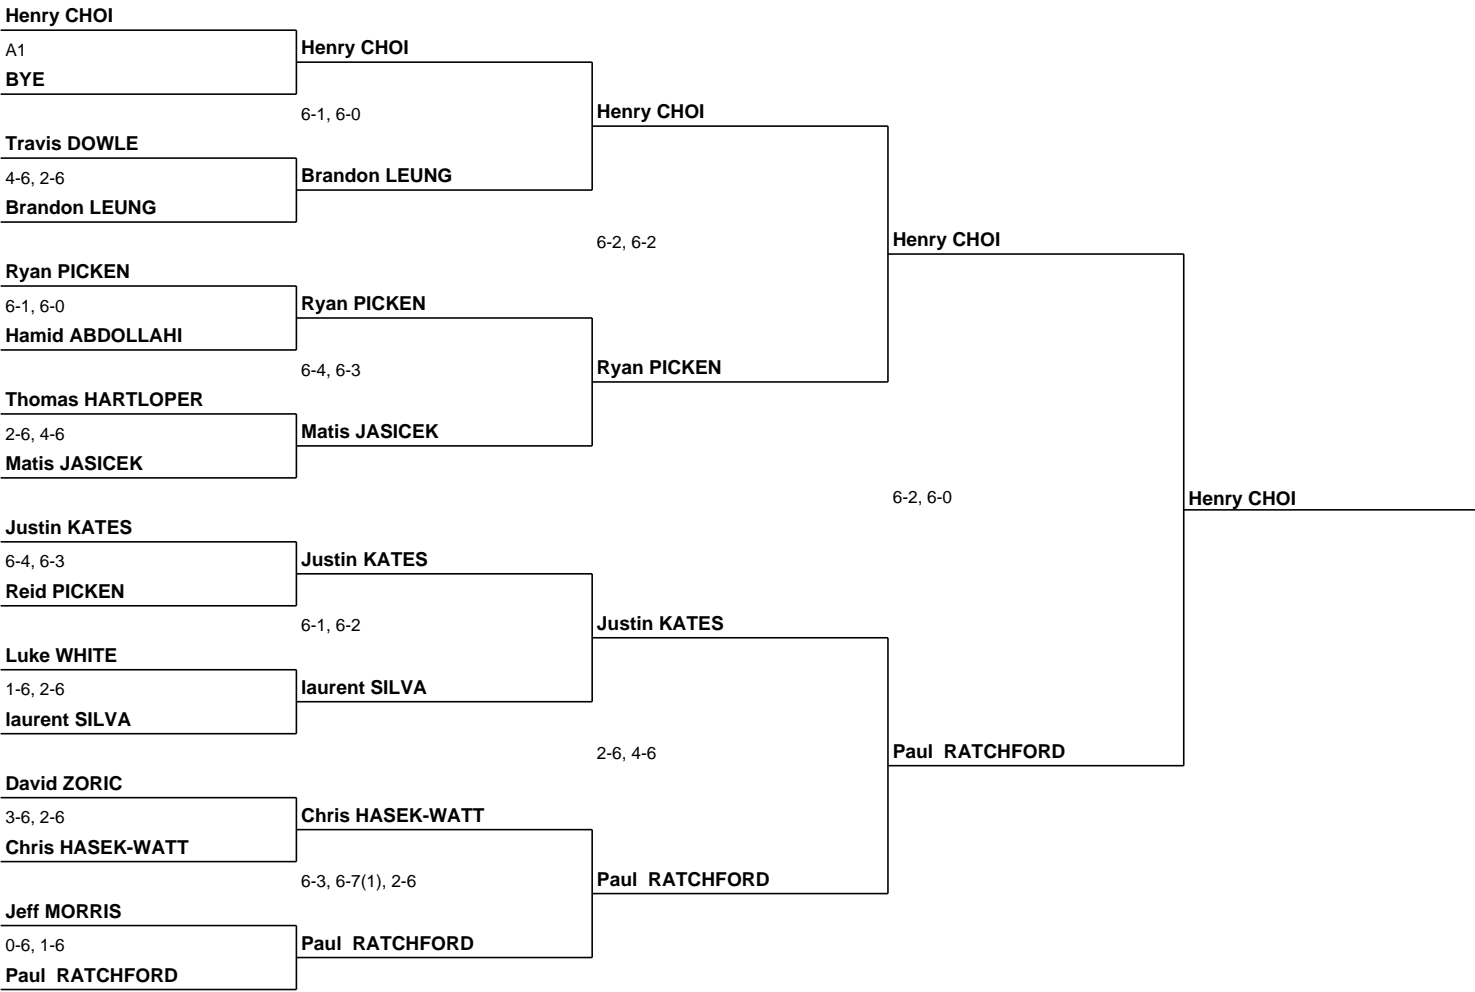 Henry CHOI
A1
BYE
Travis DOWLE
4-6, 2-6
Brandon LEUNG
Ryan PICKEN
6-1, 6-0
Hamid ABDOLLAHI
Thomas HARTLOPER
2-6, 4-6
Matis JASICEK
Justin KATES
6-4, 6-3
Reid PICKEN
Luke WHITE
1-6, 2-6
laurent SILVA
David ZORIC
3-6, 2-6
Chris HASEK-WATT
Jeff MORRIS
0-6, 1-6
Paul  RATCHFORD
Henry CHOI
6-1, 6-0
Brandon LEUNG
Ryan PICKEN
6-4, 6-3
Matis JASICEK
Justin KATES
6-1, 6-2
laurent SILVA
Chris HASEK-WATT
6-3, 6-7(1), 2-6
Paul  RATCHFORD
Henry CHOI
6-2, 6-2
Ryan PICKEN
Justin KATES
2-6, 4-6
Paul  RATCHFORD
Henry CHOI
6-2, 6-0
Paul  RATCHFORD
Henry CHOI